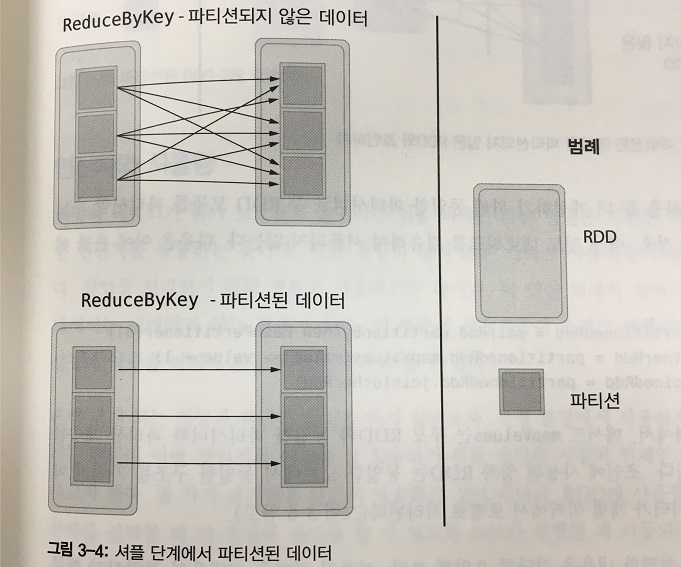 ReduceByKey - 파티션되지 않은 데이터
범례
RDD
ReduceByKey - 파티션된 데이터
파티션
그림 3–4: 셔플 단계에서 파티션된 데이터